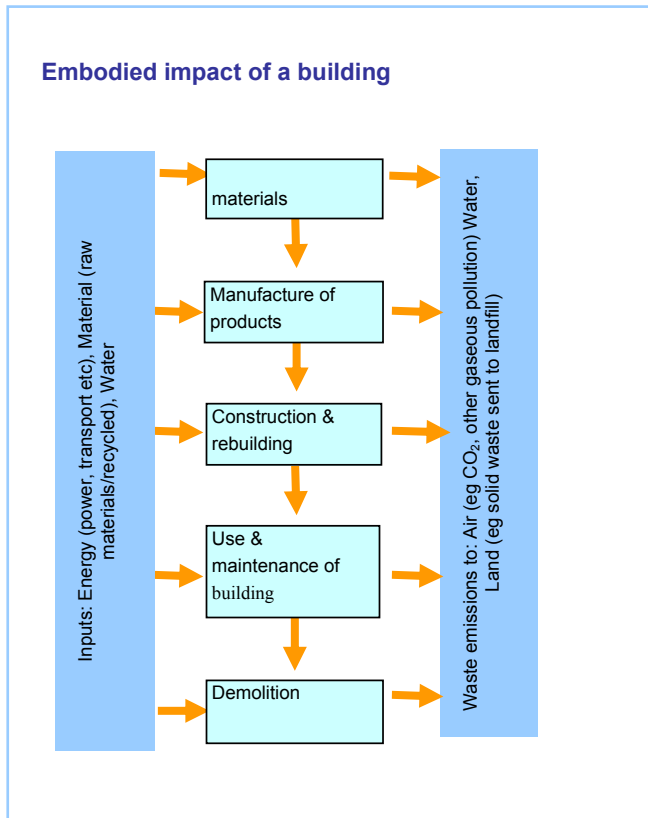 Embodied impact of a building
Inputs: Energy (power, transport etc), Material (raw
materials/recycled), Water
materials
Manufacture of
products
Construction &
rebuilding
Use &
maintenance of
building
Demolition
Waste emissions to: Air (eg CO₂, other gaseous pollution) Water,
Land (eg solid waste sent to landfill)